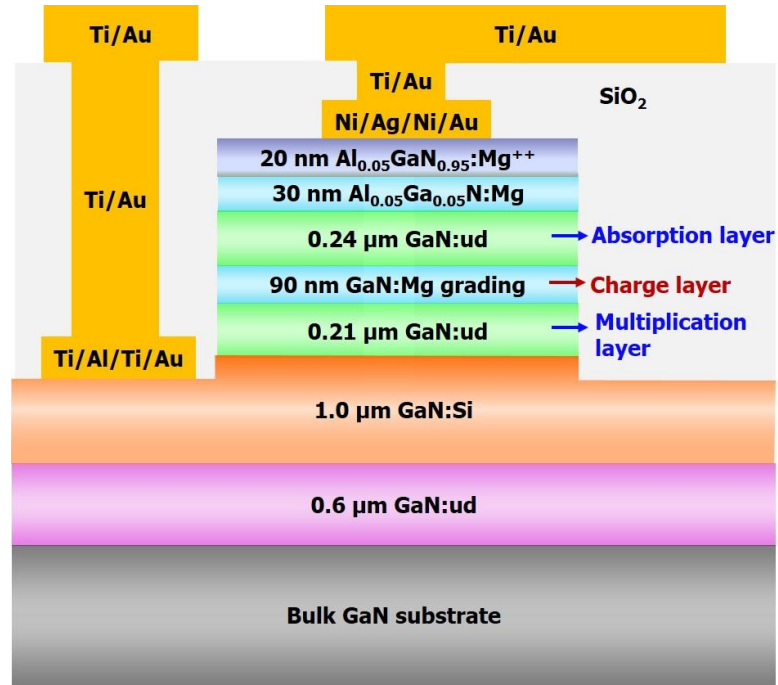 Ti/Au
Ti/Au
Ti/Au
SiO₂
Ni/Ag/Ni/Au
20 nm Al₀.₀₅GaN₀.₉₅:Mg⁺⁺
30 nm Al₀.₀₅Ga₀.₀₅N:Mg
Ti/Au
0.24 µm GaN:ud
Absorption layer
90 nm GaN:Mg grading
Charge layer
0.21 µm GaN:ud
Multiplication
layer
Ti/Al/Ti/Au
1.0 µm GaN:Si
0.6 µm GaN:ud
Bulk GaN substrate